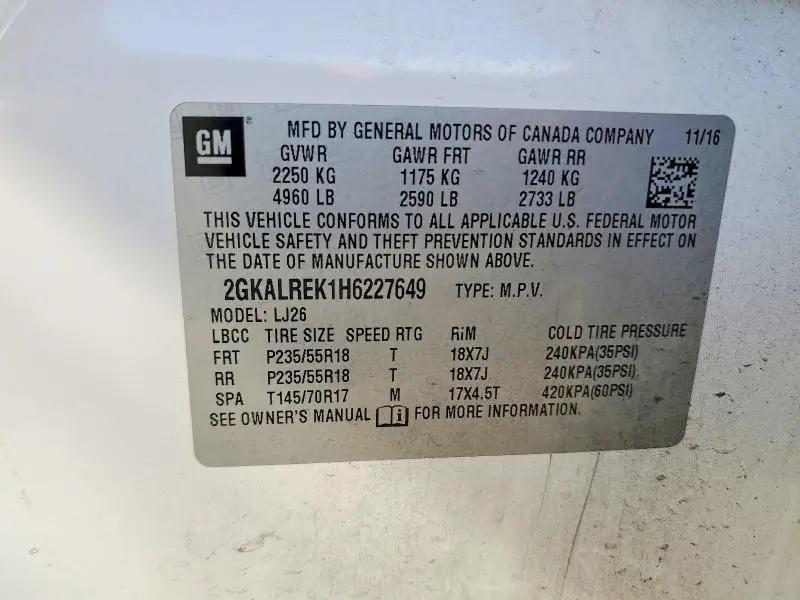 GM MFD BY GENERAL MOTORS OF CANADA COMPANY 11/16
GVWR GAWR FRT GAWR RR
2250 KG 1175 KG 1240 KG
4960 LB 2590 LB 2733 LB
THIS VEHICLE CONFORMS TO ALL APPLICABLE U.S. FEDERAL MOTOR
VEHICLE SAFETY AND THEFT PREVENTION STANDARDS IN EFFECT ON
THE DATE OF MANUFACTURE SHOWN ABOVE.
2GKALREK1H6227649 TYPE: M.P.V.
MODEL: LJ26
LBCC TIRE SIZE SPEED RTG RiM COLD TIRE PRESSURE
FRT P235/55R18 T 18X7J 240KPA(35PSI)
RR P235/55R18 T 18X7J 240KPA(35PSI)
SPA T145/70R17 M 17X4.5T 420KPA(60PSI)
SEE OWNER'S MANUAL FOR MORE INFORMATION.